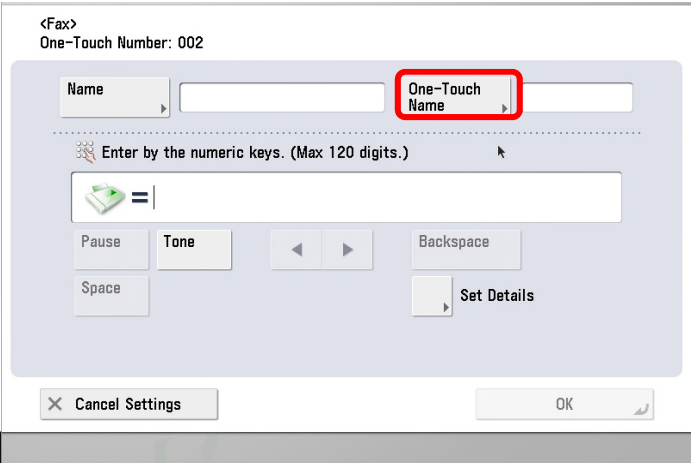 <Fax>
One-Touch Number: 002
Name
One-Touch
Name
Enter by the numeric keys. (Max 120 digits.)
=
Pause
Tone
Backspace
Space
Set Details
Cancel Settings
OK